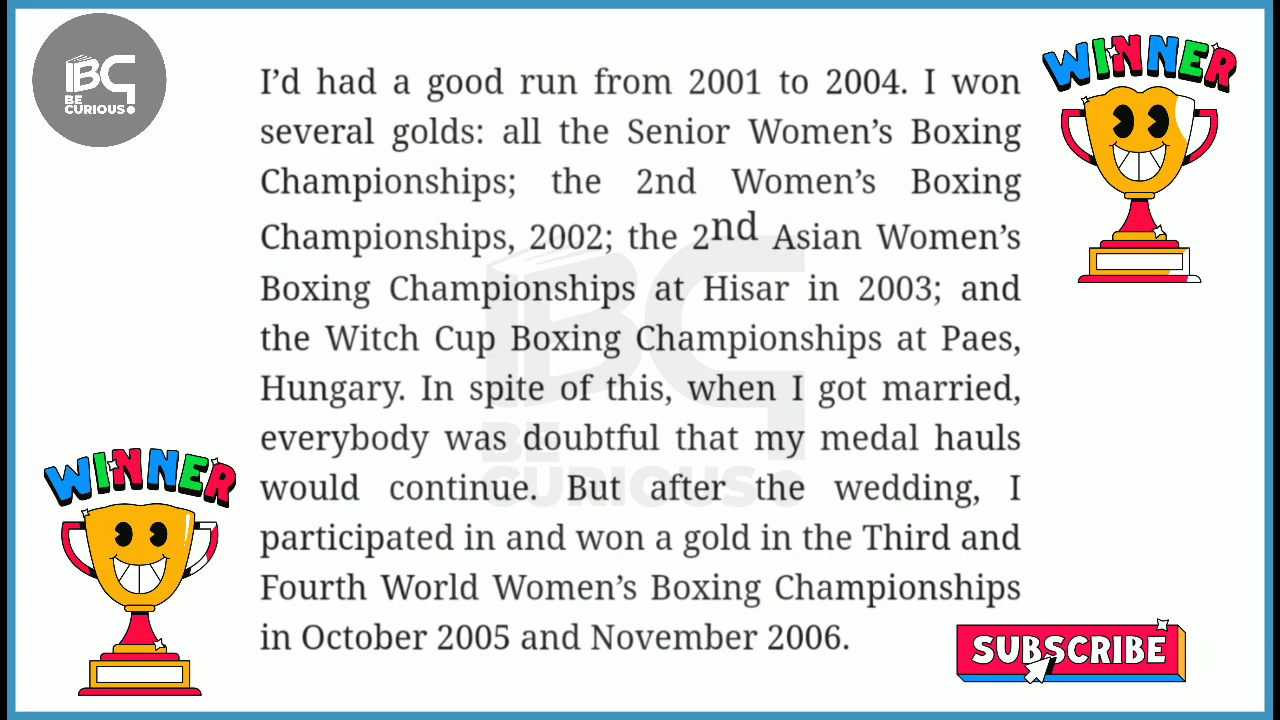 BC
BE
CURIOUS
I’d had a good run from 2001 to 2004. I won
several golds: all the Senior Women’s Boxing
Championships; the 2nd Women’s Boxing
Championships, 2002; the 2nd Asian Women’s
Boxing Championships at Hisar in 2003; and
the Witch Cup Boxing Championships at Paes,
Hungary. In spite of this, when I got married,
everybody was doubtful that my medal hauls
would continue. But after the wedding, I
participated in and won a gold in the Third and
Fourth World Women’s Boxing Championships
in October 2005 and November 2006.
WINNER
WINNER
SUBSCRIBE
BC
BE
CURIOUS